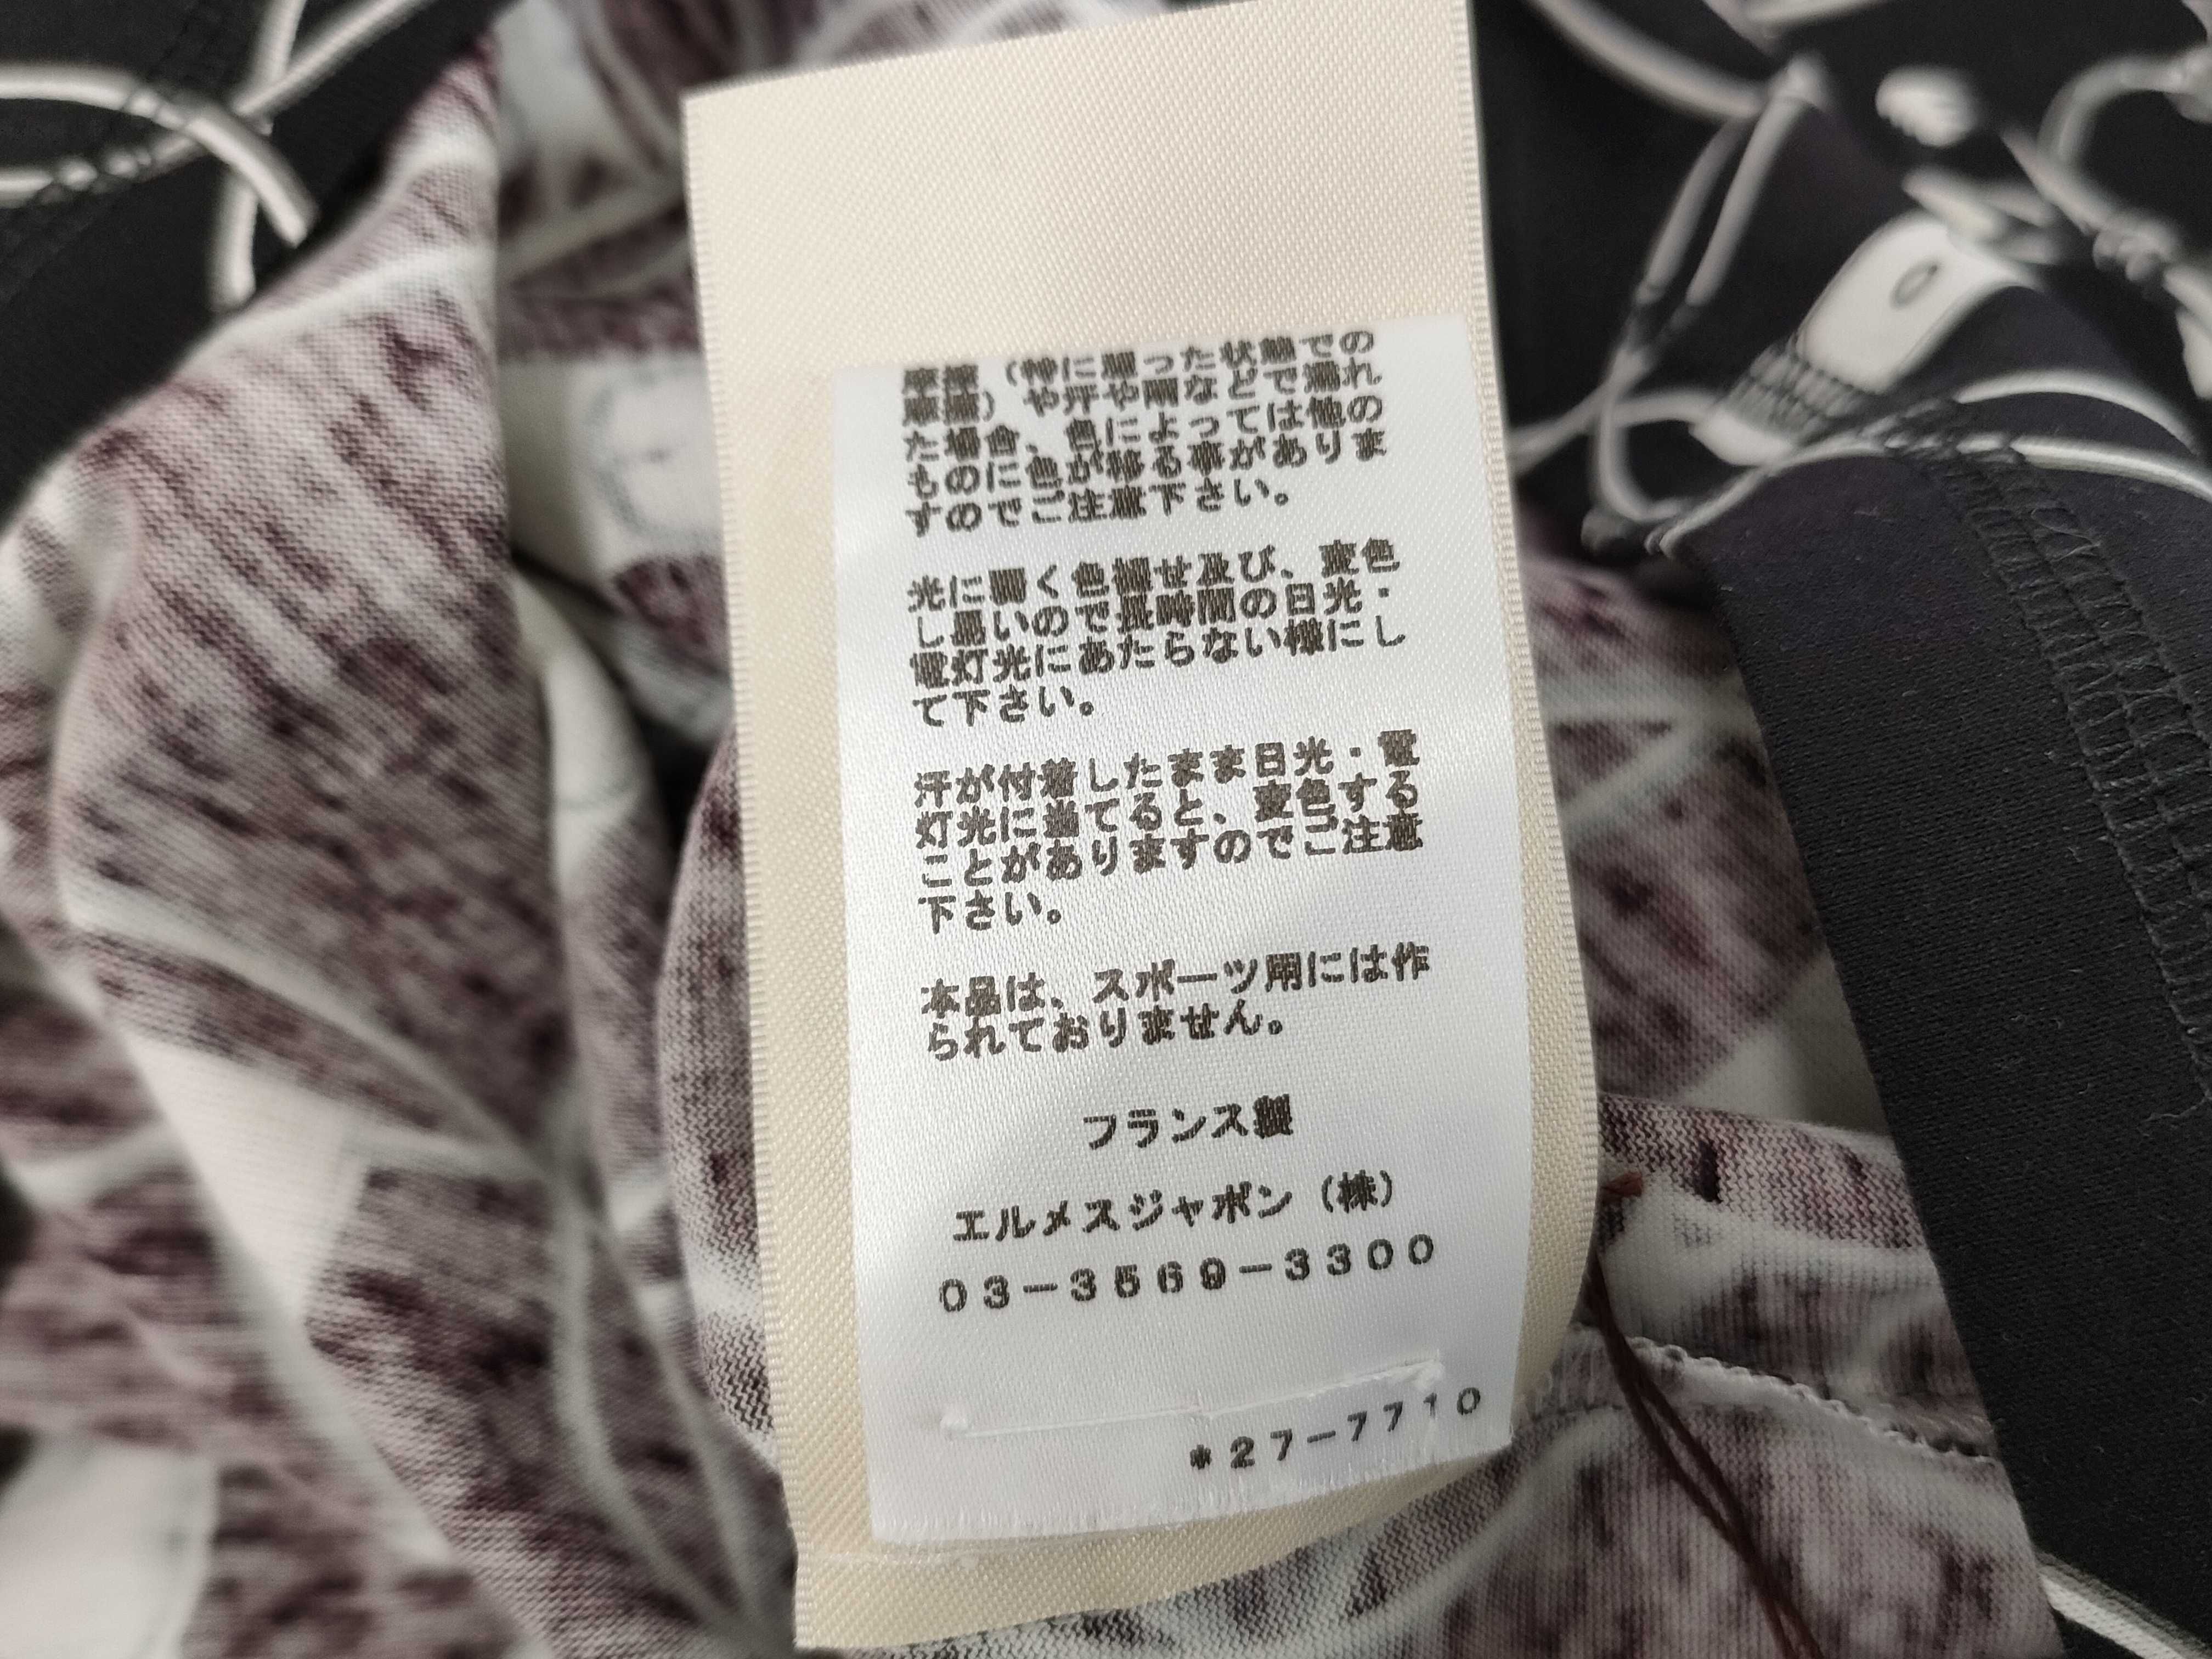 摩擦（特に湿った状態での
摩擦）や汗や雨などで濡れ
た場合、色によっては他の
ものに色が移る事がありま
すのでご注意下さい。
光に弱く色褪せ及び、変色
し易いので長時間の日光・
電灯光にあたらない様にし
て下さい。
汗が付着したまま日光・電
灯光に当てると、変色する
ことがありますのでご注意
下さい。
本品は、スポーツ用には作
られておりません。
フランス製
エルメスジャポン（株）
03-3569-3300
*27-7710